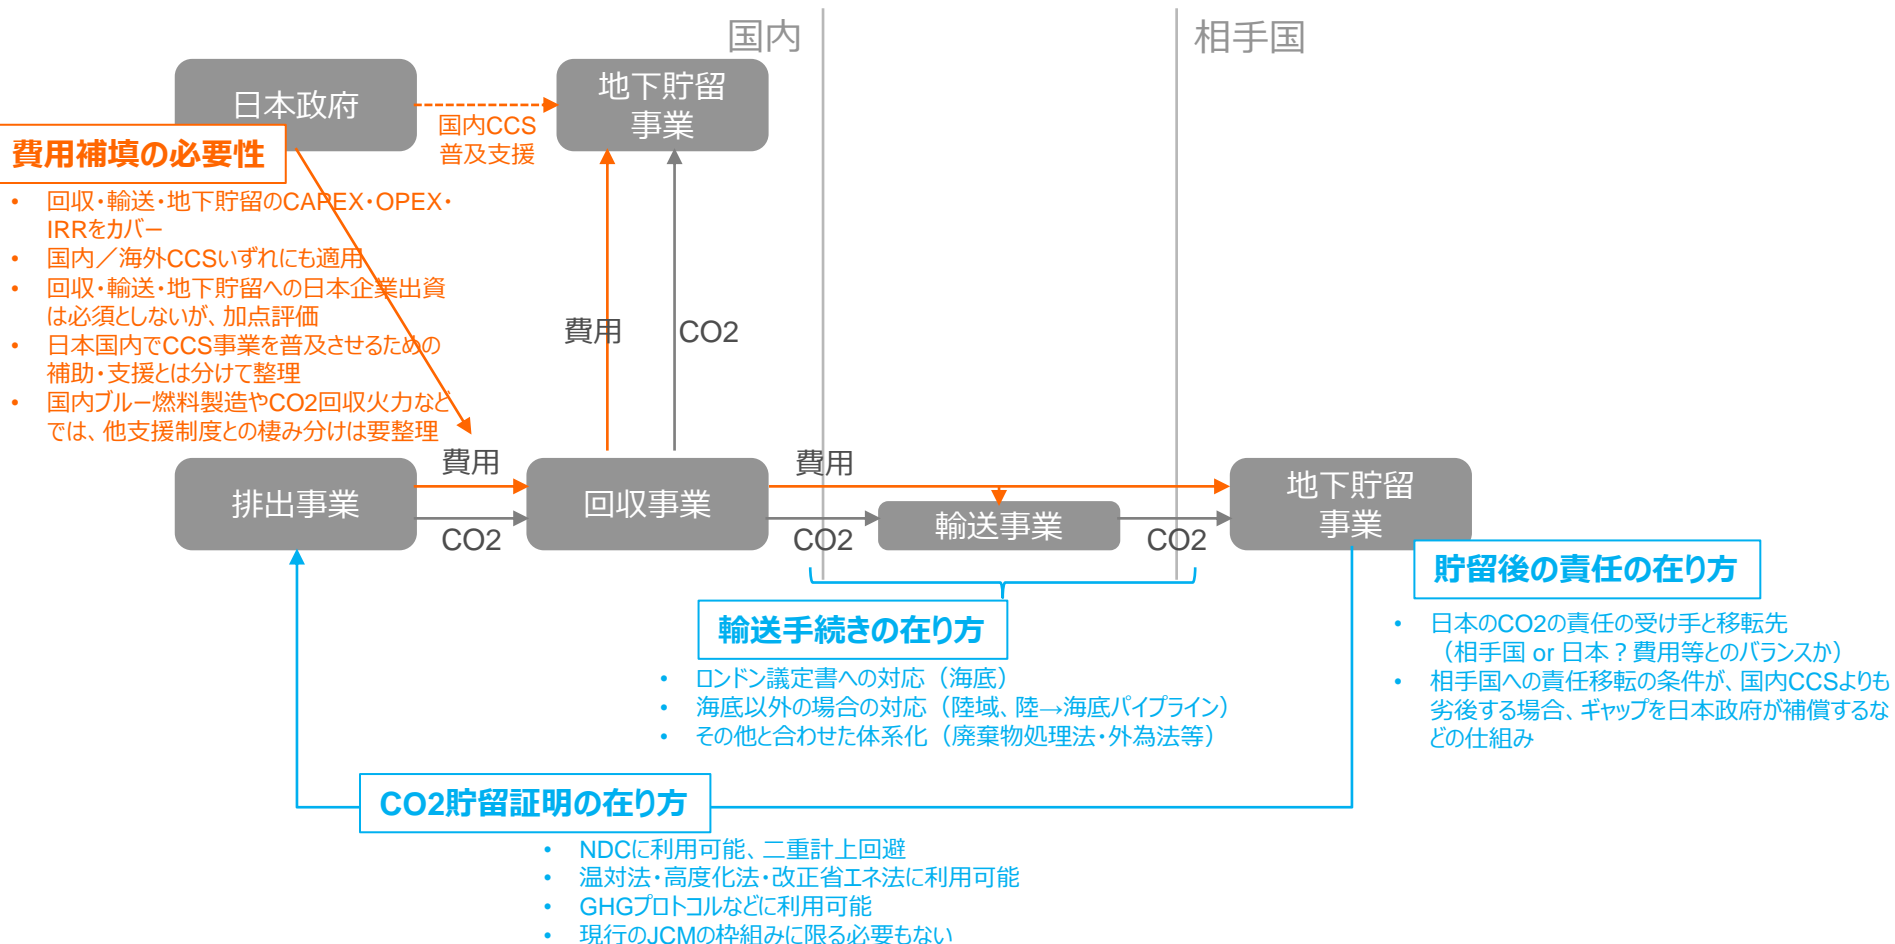 国内
相手国
日本政府
地下貯留
事業
国内CCS
普及支援
費用補填の必要性
• 回収・輸送・地下貯留のCAPEX・OPEX・
IRRをカバー
• 国内／海外CCSいずれにも適用
• 回収・輸送・地下貯留への日本企業出資
は必須としないが、加点評価
• 日本国内でCCS事業を普及させるための
補助・支援とは分けて整理
• 国内ブルー燃料製造やCO2回収火力など
では、他支援制度との棲み分けは要整理
費用
CO2
費用
費用
排出事業
回収事業
輸送事業
地下貯留
事業
CO2
CO2
CO2
貯留後の責任の在り方
• 日本のCO2の責任の受け手と移転先
（相手国 or 日本？費用等とのバランスか）
• 相手国への責任移転の条件が、国内CCSよりも
劣後する場合、ギャップを日本政府が補償するな
どの仕組み
輸送手続きの在り方
• ロンドン議定書への対応（海底）
• 海底以外の場合の対応（陸域、陸→海底パイプライン）
• その他と合わせた体系化（廃棄物処理法・外為法等）
CO2貯留証明の在り方
• NDCに利用可能、二重計上回避
• 温対法・高度化法・改正省エネ法に利用可能
• GHGプロトコルなどに利用可能
• 現行のJCMの枠組みに限る必要もない